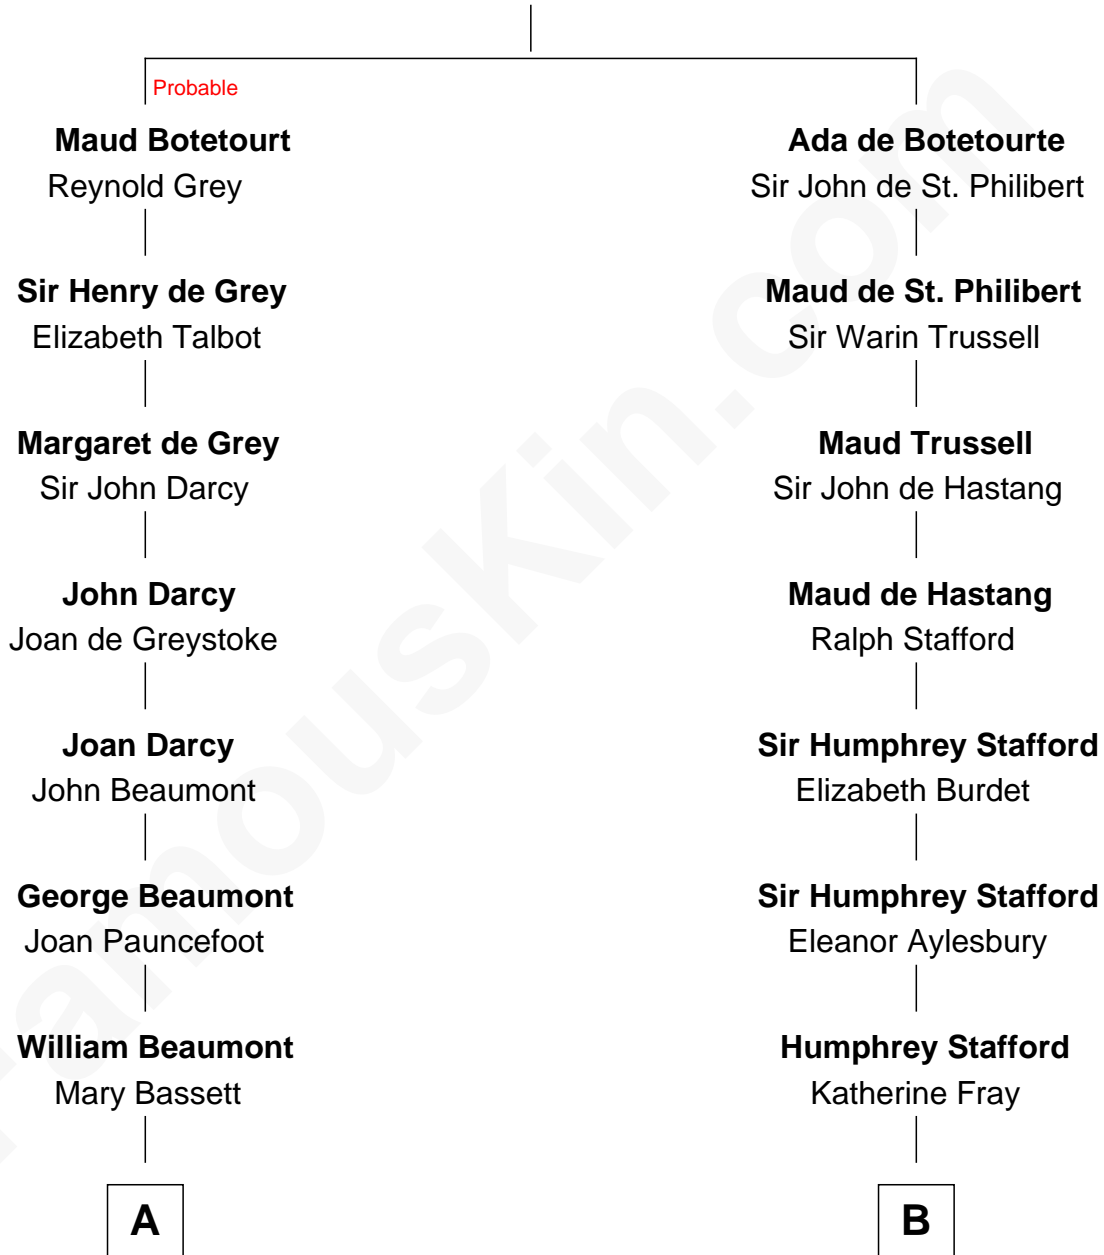 Probable
Maud Botetourt
Reynold Grey
Ada de Botetourte
Sir John de St. Philibert
Sir Henry de Grey
Elizabeth Talbot
Maud de St. Philibert
Sir Warin Trussell
Margaret de Grey
Sir John Darcy
Maud Trussell
Sir John de Hastang
John Darcy
Joan de Greystoke
Maud de Hastang
Ralph Stafford
Joan Darcy
John Beaumont
Sir Humphrey Stafford
Elizabeth Burdet
George Beaumont
Joan Pauncefoot
Sir Humphrey Stafford
Eleanor Aylesbury
William Beaumont
Mary Bassett
Humphrey Stafford
Katherine Fray
A
B
FamousKin.com